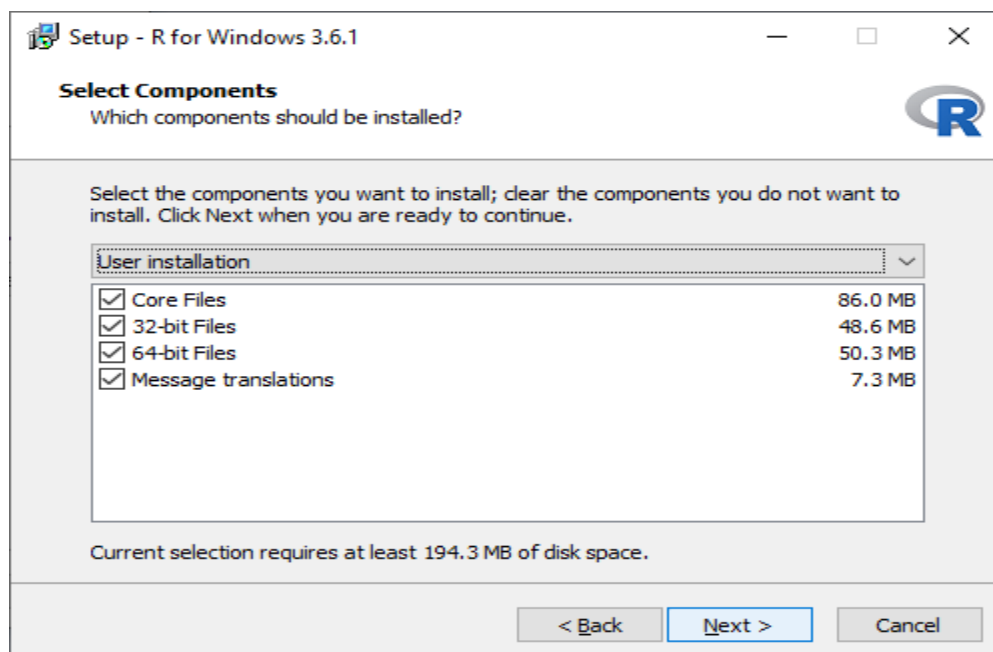 Setup - R for Windows 3.6.1
Select Components
Which components should be installed?
R
Select the components you want to install; clear the components you do not want to
install. Click Next when you are ready to continue.
User installation
Core Files 86.0 MB
32-bit Files 48.6 MB
64-bit Files 50.3 MB
Message translations 7.3 MB
Current selection requires at least 194.3 MB of disk space.
< Back Next > Cancel